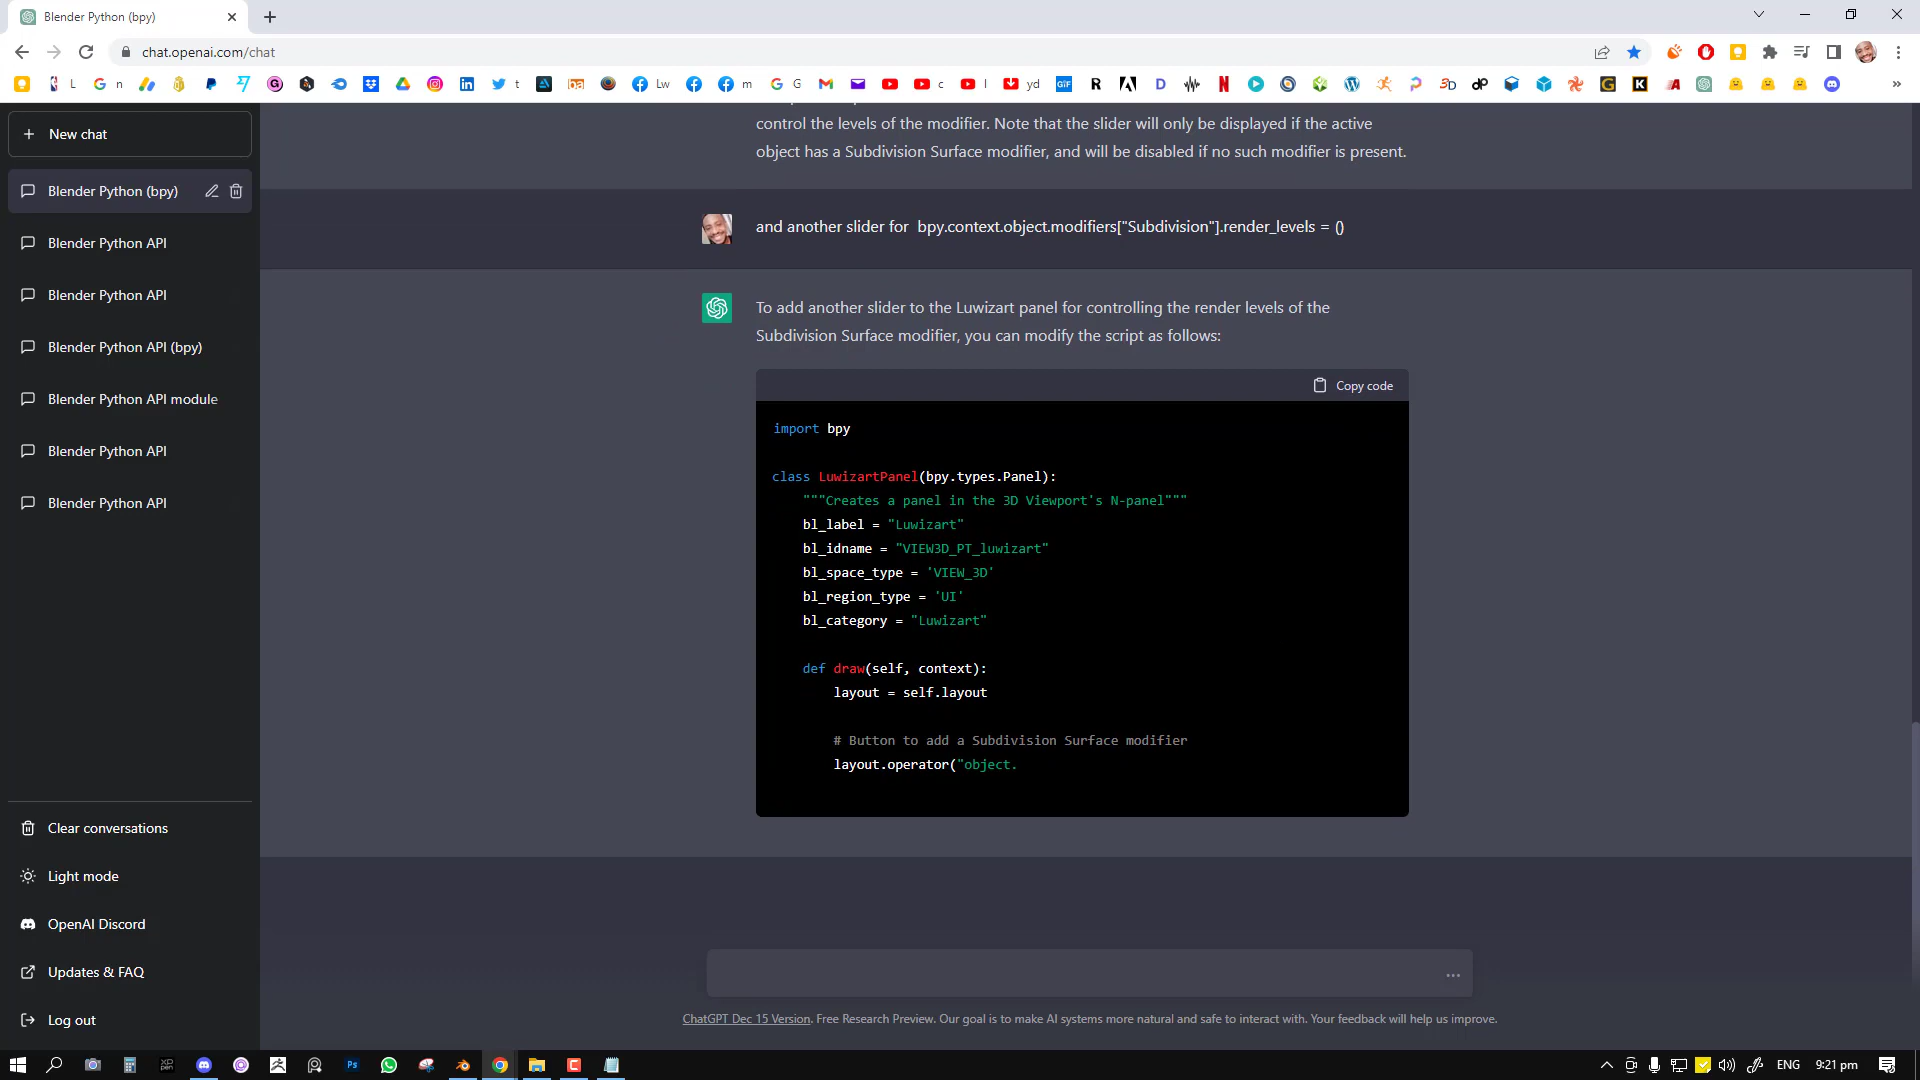 Blender Python (bpy)
chat.openai.com/chat
L
n
t
Lw
m
G
c
l
yd
GIF
R
D
N
3D
K
»
New chat
Blender Python (bpy)
Blender Python API
Blender Python API
Blender Python API (bpy)
Blender Python API module
Blender Python API
Blender Python API
Clear conversations
Light mode
OpenAI Discord
Updates & FAQ
Log out
control the levels of the modifier. Note that the slider will only be displayed if the active
object has a Subdivision Surface modifier, and will be disabled if no such modifier is present.
and another slider for bpy.context.object.modifiers["Subdivision"].render_levels = ()
To add another slider to the Luwizart panel for controlling the render levels of the
Subdivision Surface modifier, you can modify the script as follows:
Copy code
import bpy
class LuwizartPanel(bpy.types.Panel):
"""Creates a panel in the 3D Viewport's N-panel"""
bl_label = "Luwizart"
bl_idname = "VIEW3D_PT_luwizart"
bl_space_type = 'VIEW_3D'
bl_region_type = 'UI'
bl_category = "Luwizart"
def draw(self, context):
layout = self.layout
# Button to add a Subdivision Surface modifier
layout.operator("object.
...
ChatGPT Dec 15 Version. Free Research Preview. Our goal is to make AI systems more natural and safe to interact with. Your feedback will help us improve.
Ps
ENG
9:21 pm